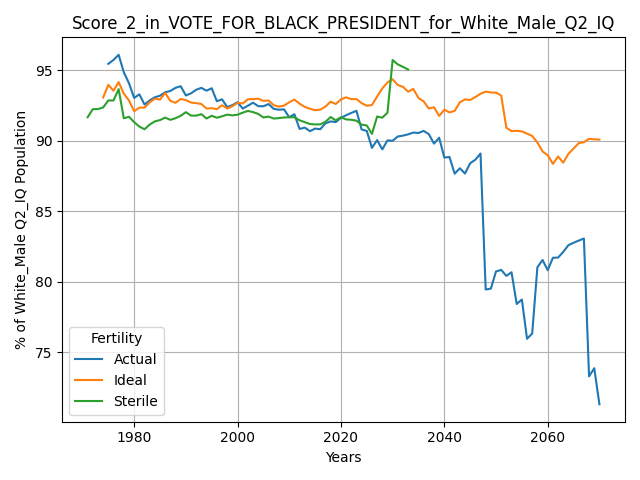 Score_2_in_VOTE_FOR_BLACK_PRESIDENT_for_White_Male_Q2_IQ
% of White_Male Q2_IQ Population
95
90
85
80
75
Fertility
Actual
Ideal
Sterile
1980 2000 2020 2040 2060
Years